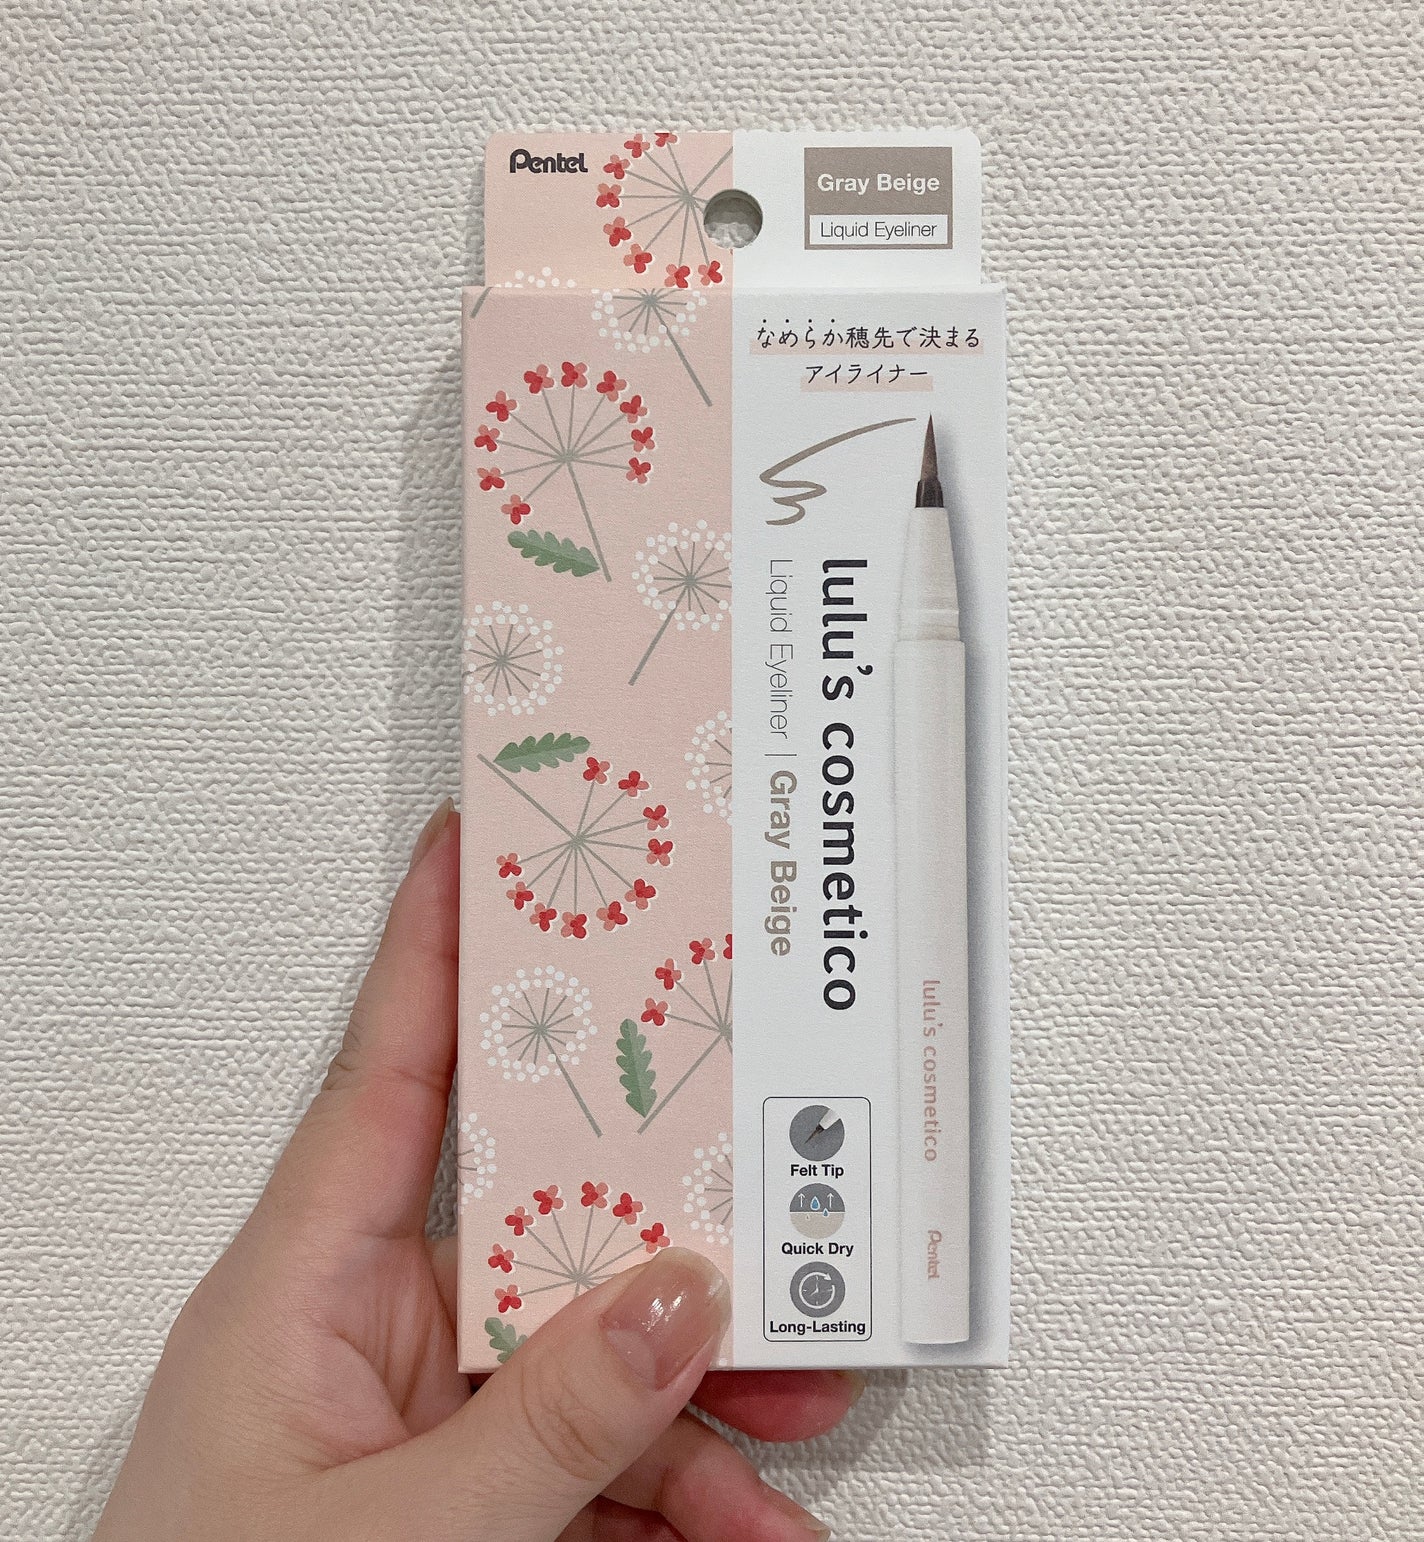 Pentel
Gray Beige
Liquid Eyeliner
なめらか穂先で決まる
アイライナー
lulu's cosmetico
Liquid Eyeliner | Gray Beige
lulu's cosmetico
Pentel
Felt Tip
Quick Dry
Long-Lasting